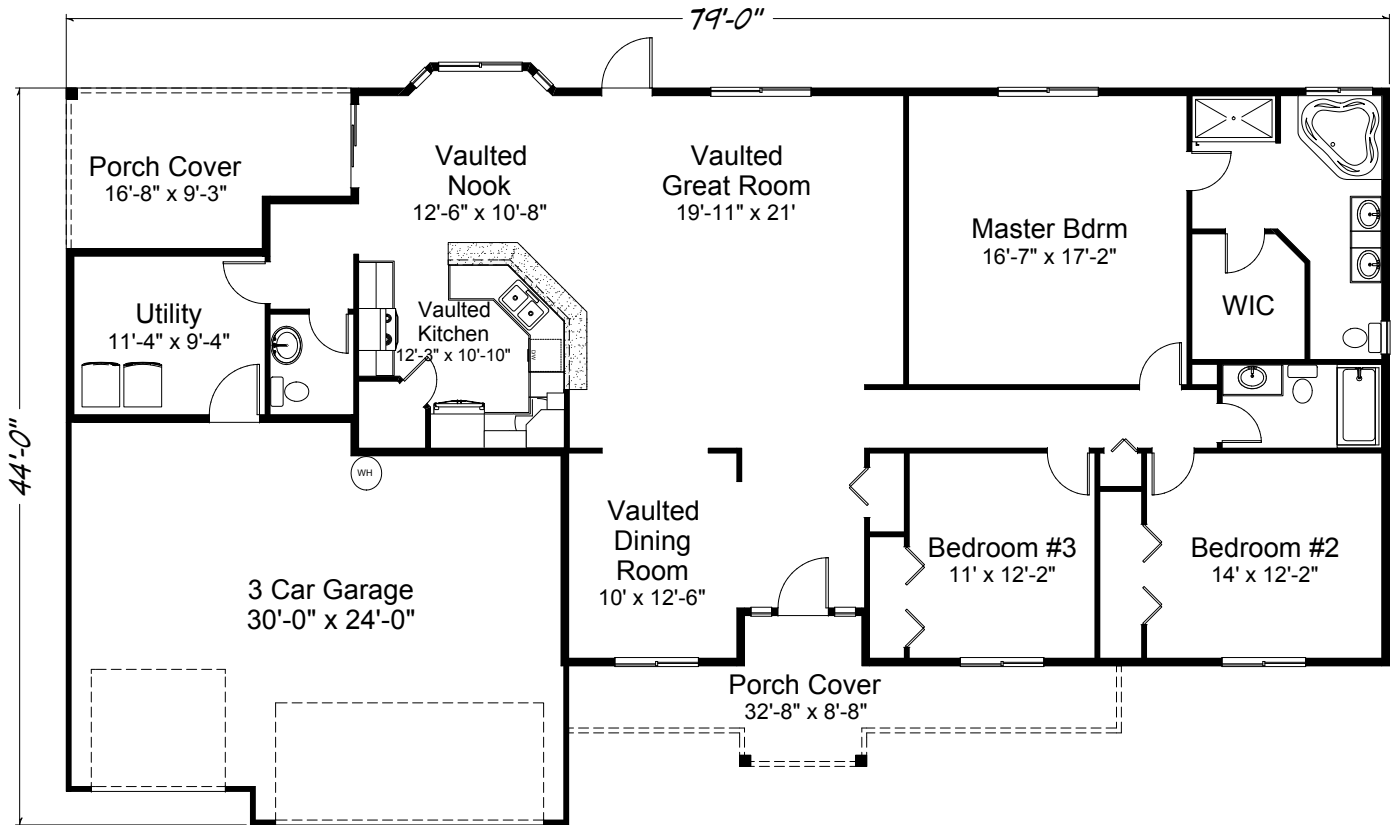 79'-0"
Porch Cover
16'-8" x 9'-3"
Vaulted
Nook
12'-6" x 10'-8"
Vaulted
Great Room
19'-11" x 21'
Master Bdrm
16'-7" x 17'-2"
WIC
Utility
11'-4" x 9'-4"
Vaulted
Kitchen
12'-3" x 10'-10"
DW
44'-0"
WH
3 Car Garage
30'-0" x 24'-0"
Vaulted
Dining
Room
10' x 12'-6"
Bedroom #3
11' x 12'-2"
Bedroom #2
14' x 12'-2"
Porch Cover
32'-8" x 8'-8"